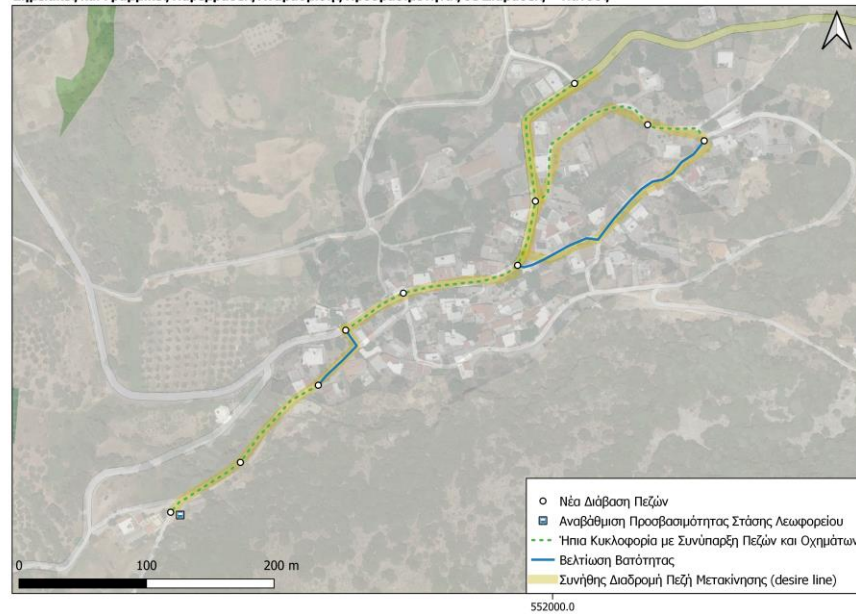 0
100
200 m
Νέα Διάβαση Πεζών
Αναβάθμιση Προσβασιμότητας Στάσης Λεωφορείου
Ήπια Κυκλοφορία με Συνύπαρξη Πεζών και Οχημάτων
Βελτίωση Βατότητας
Συνήθης Διαδρομή Πεζή Μετακίνησης (desire line)
552000.0